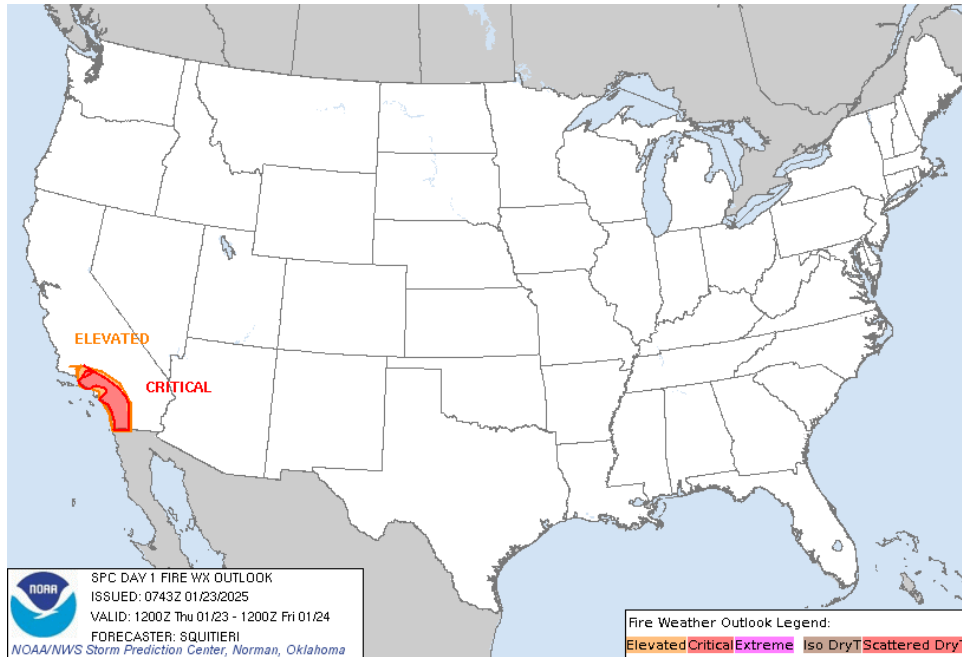 ELEVATED
CRITICAL
NOAA
SPC DAY 1 FIRE WX OUTLOOK
ISSUED: 0743Z 01/23/2025
VALID: 1200Z Thu 01/23 - 1200Z Fri 01/24
FORECASTER: SQUITIERI
NOAA/NWS Storm Prediction Center, Norman, Oklahoma
Fire Weather Outlook Legend:
Elevated Critical Extreme Iso DryT Scattered DryT